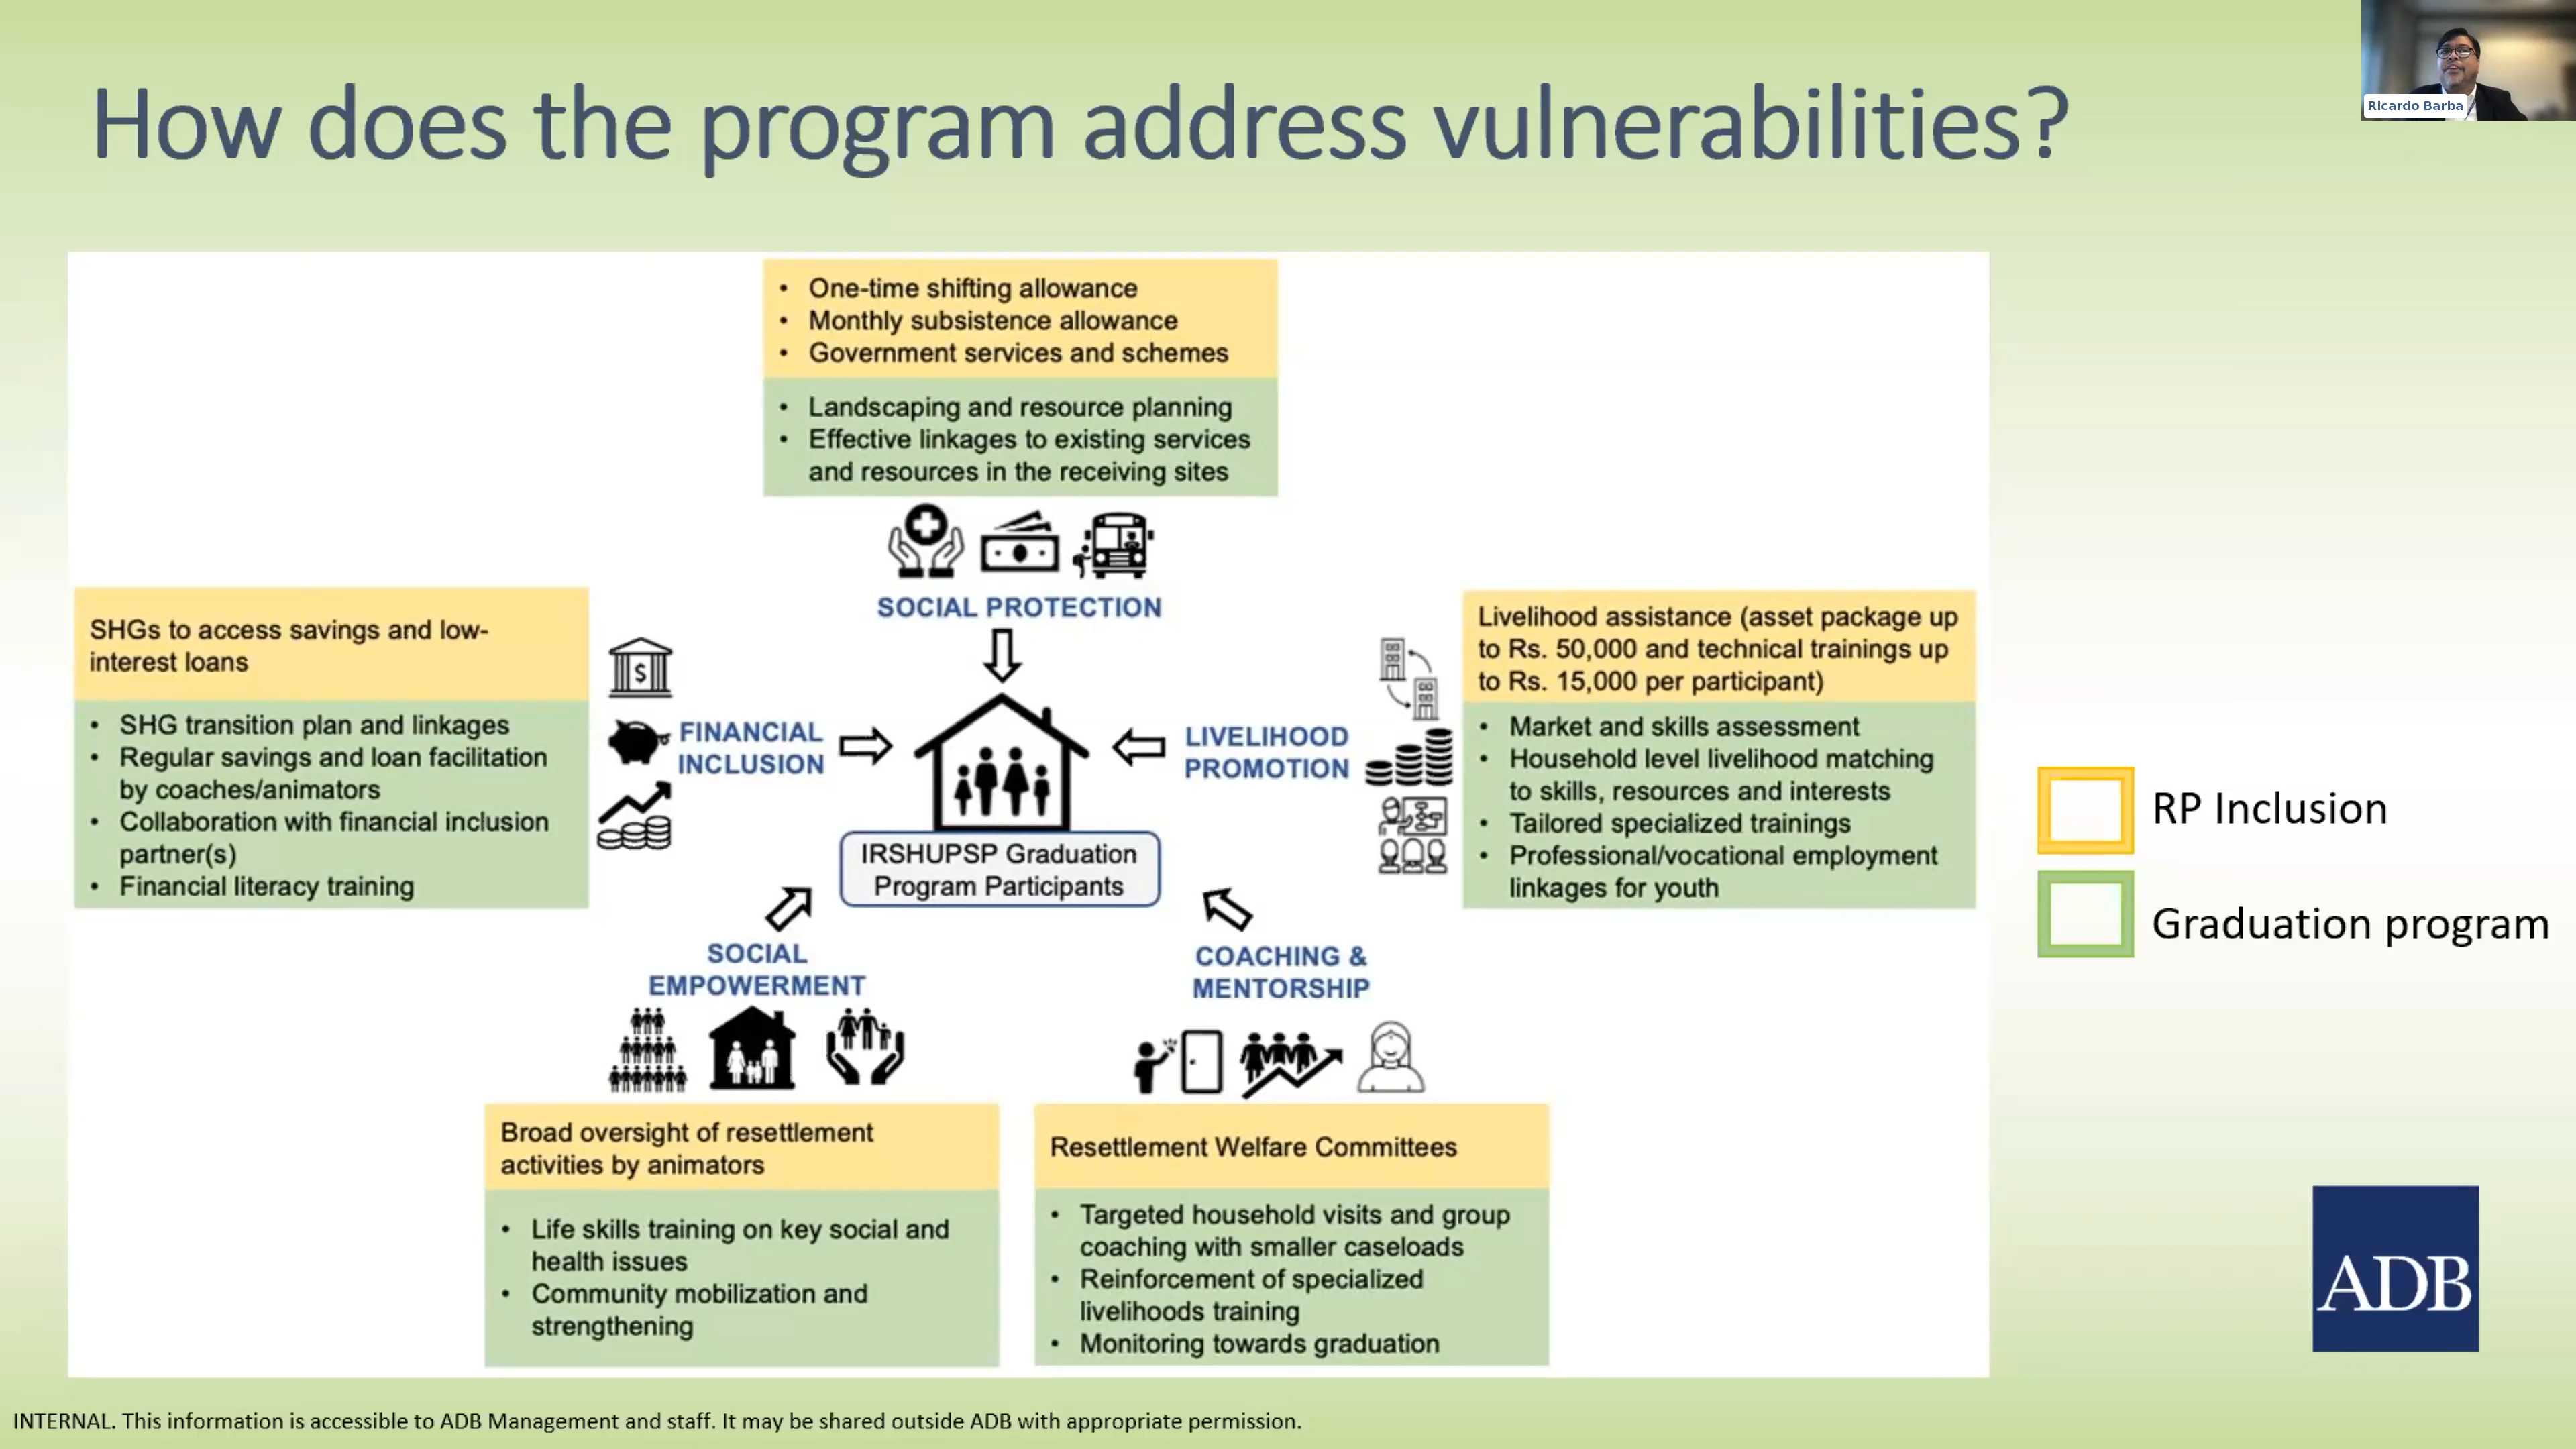 How does the program address vulnerabilities?
Ricardo Barba
• One-time shifting allowance
• Monthly subsistence allowance
• Government services and schemes
• Landscaping and resource planning
• Effective linkages to existing services
and resources in the receiving sites
SOCIAL PROTECTION
SHGs to access savings and low-
interest loans
• SHG transition plan and linkages
• Regular savings and loan facilitation
by coaches/animators
• Collaboration with financial inclusion
partner(s)
• Financial literacy training
$
FINANCIAL
INCLUSION
LIVELIHOOD
PROMOTION
Livelihood assistance (asset package up
to Rs. 50,000 and technical trainings up
to Rs. 15,000 per participant)
• Market and skills assessment
• Household level livelihood matching
to skills, resources and interests
• Tailored specialized trainings
• Professional/vocational employment
linkages for youth
IRSHUPSP Graduation
Program Participants
RP Inclusion
Graduation program
SOCIAL
EMPOWERMENT
COACHING &
MENTORSHIP
Broad oversight of resettlement
activities by animators
• Life skills training on key social and
health issues
• Community mobilization and
strengthening
Resettlement Welfare Committees
• Targeted household visits and group
coaching with smaller caseloads
• Reinforcement of specialized
livelihoods training
• Monitoring towards graduation
ADB
INTERNAL. This information is accessible to ADB Management and staff. It may be shared outside ADB with appropriate permission.